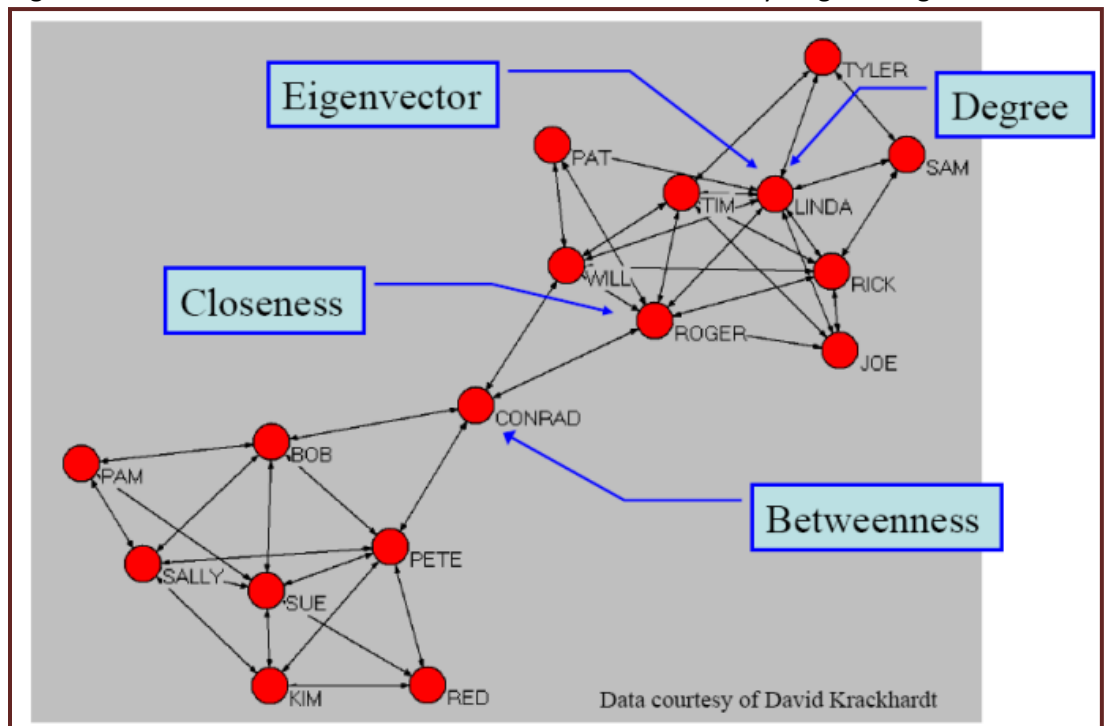 TYLER
Eigenvector
Degree
PAT
SAM
TIM
LINDA
WILL
RICK
Closeness
ROGER
JOE
CONRAD
BOB
PAM
Betweenness
PETE
SALLY
SUE
KIM
RED
Data courtesy of David Krackhardt